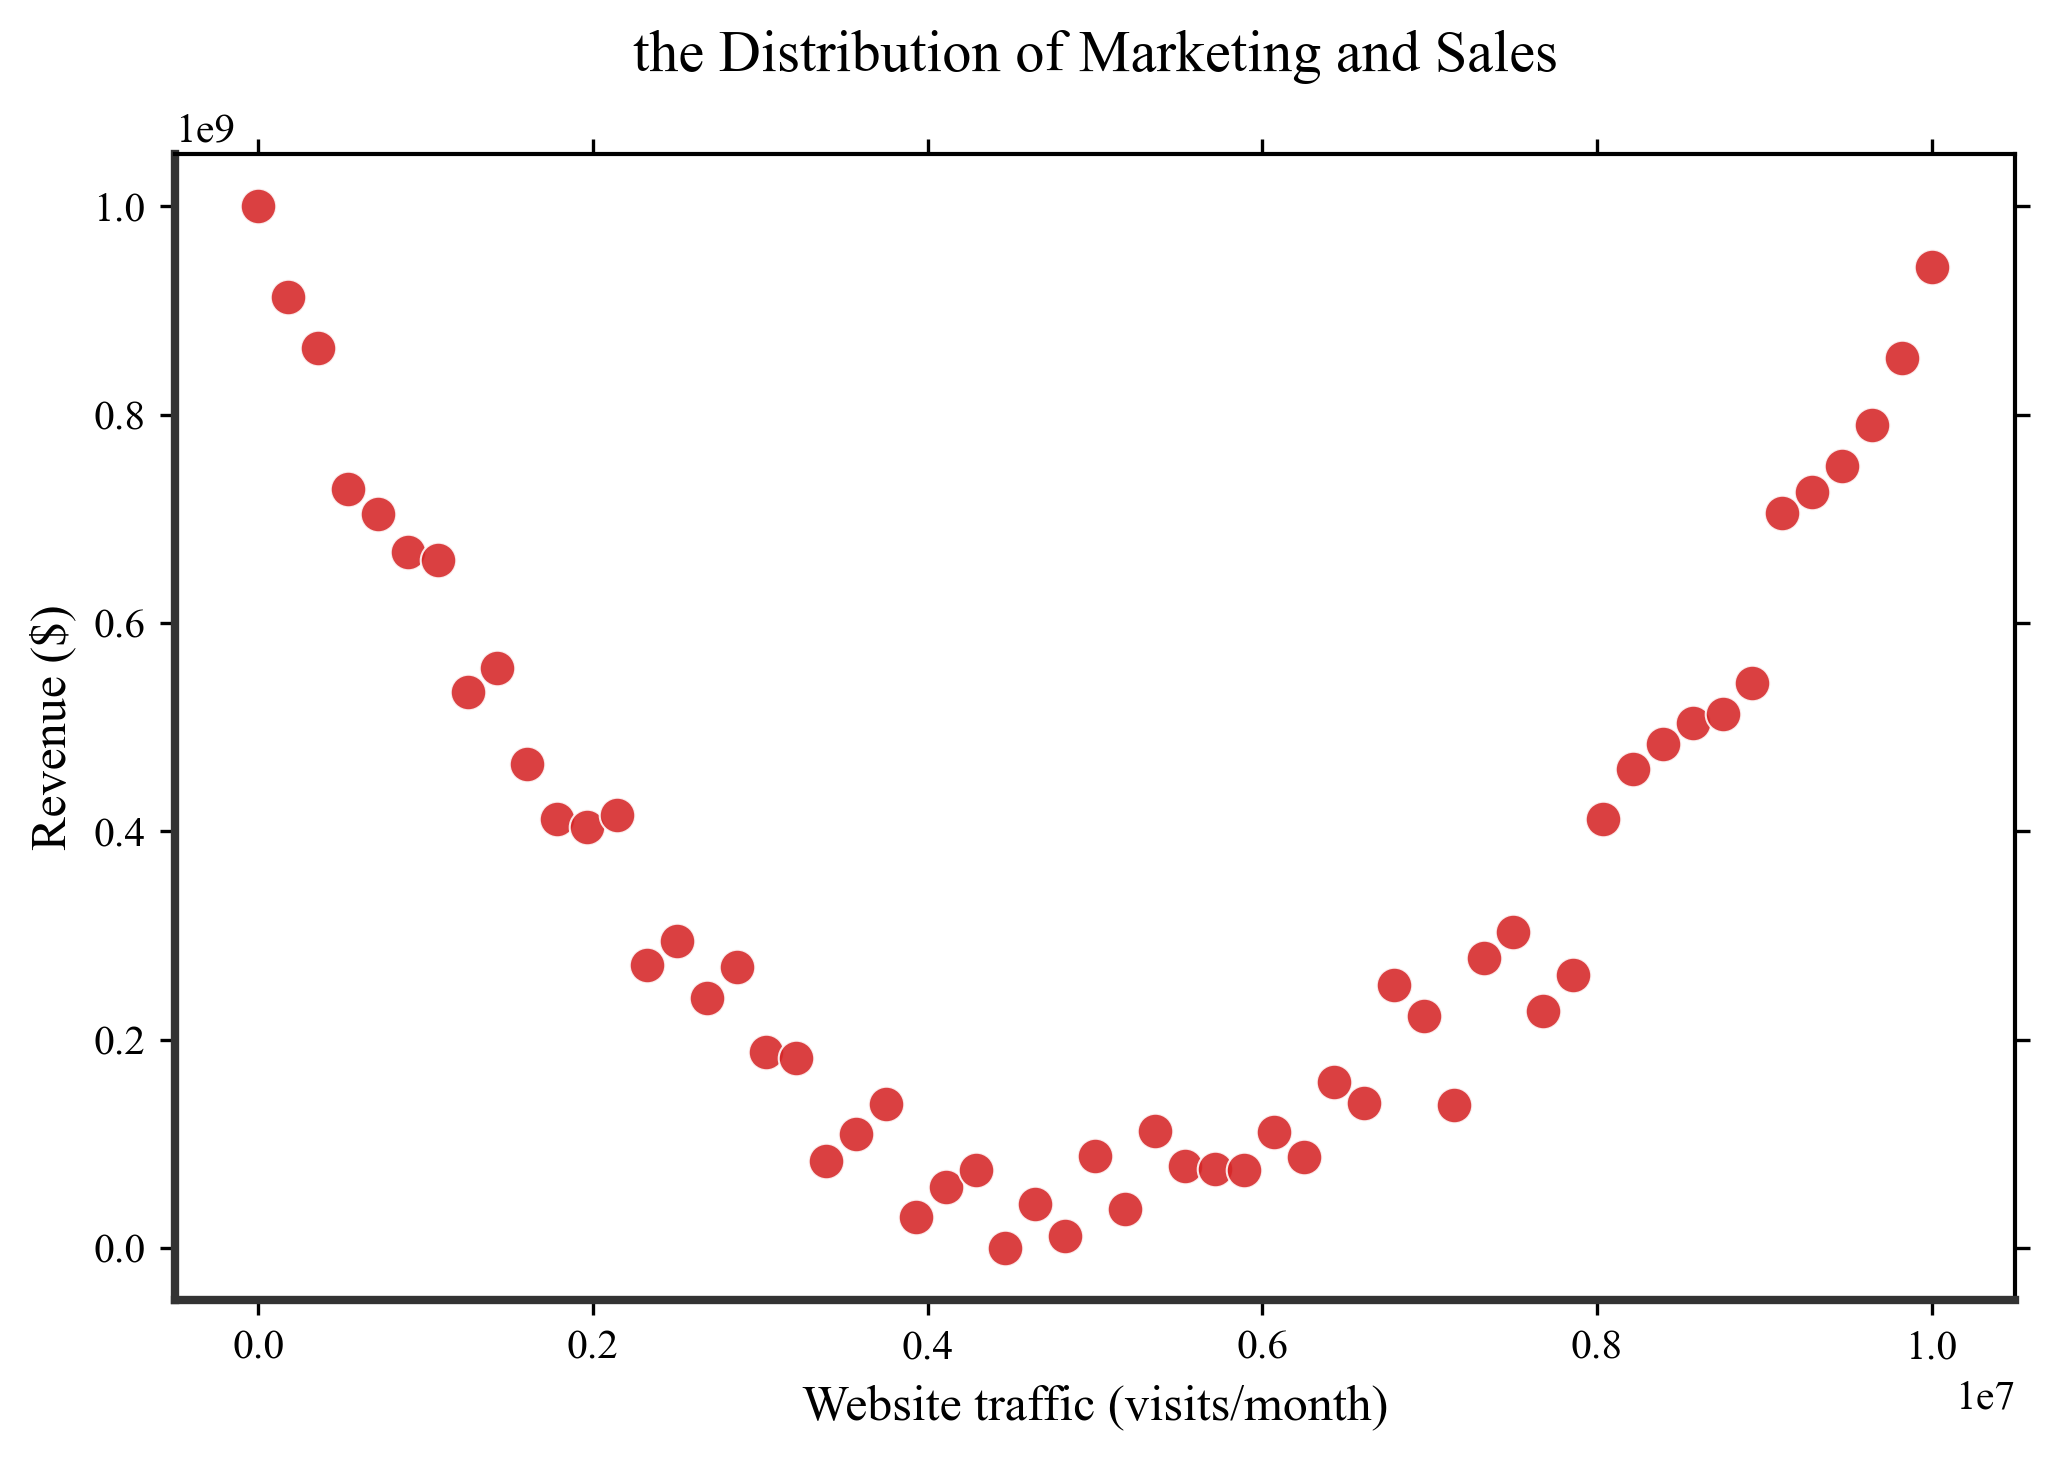 the Distribution of Marketing and Sales
1e9
1.0
0.8
0.6
0.4
0.2
0.0
Revenue ($)
0.0 0.2 0.4 0.6 0.8 1.0
1e7
Website traffic (visits/month)